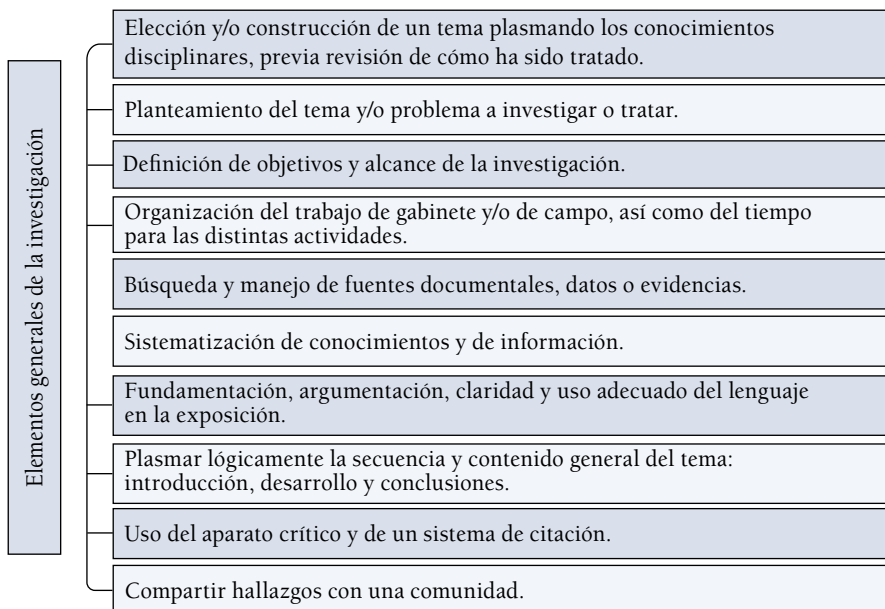 Elementos generales de la investigación
Elección y/o construcción de un tema plasmando los conocimientos
disciplinares, previa revisión de cómo ha sido tratado.
Planteamiento del tema y/o problema a investigar o tratar.
Definición de objetivos y alcance de la investigación.
Organización del trabajo de gabinete y/o de campo, así como del tiempo
para las distintas actividades.
Búsqueda y manejo de fuentes documentales, datos o evidencias.
Sistematización de conocimientos y de información.
Fundamentación, argumentación, claridad y uso adecuado del lenguaje
en la exposición.
Plasmar lógicamente la secuencia y contenido general del tema:
introducción, desarrollo y conclusiones.
Uso del aparato crítico y de un sistema de citación.
Compartir hallazgos con una comunidad.